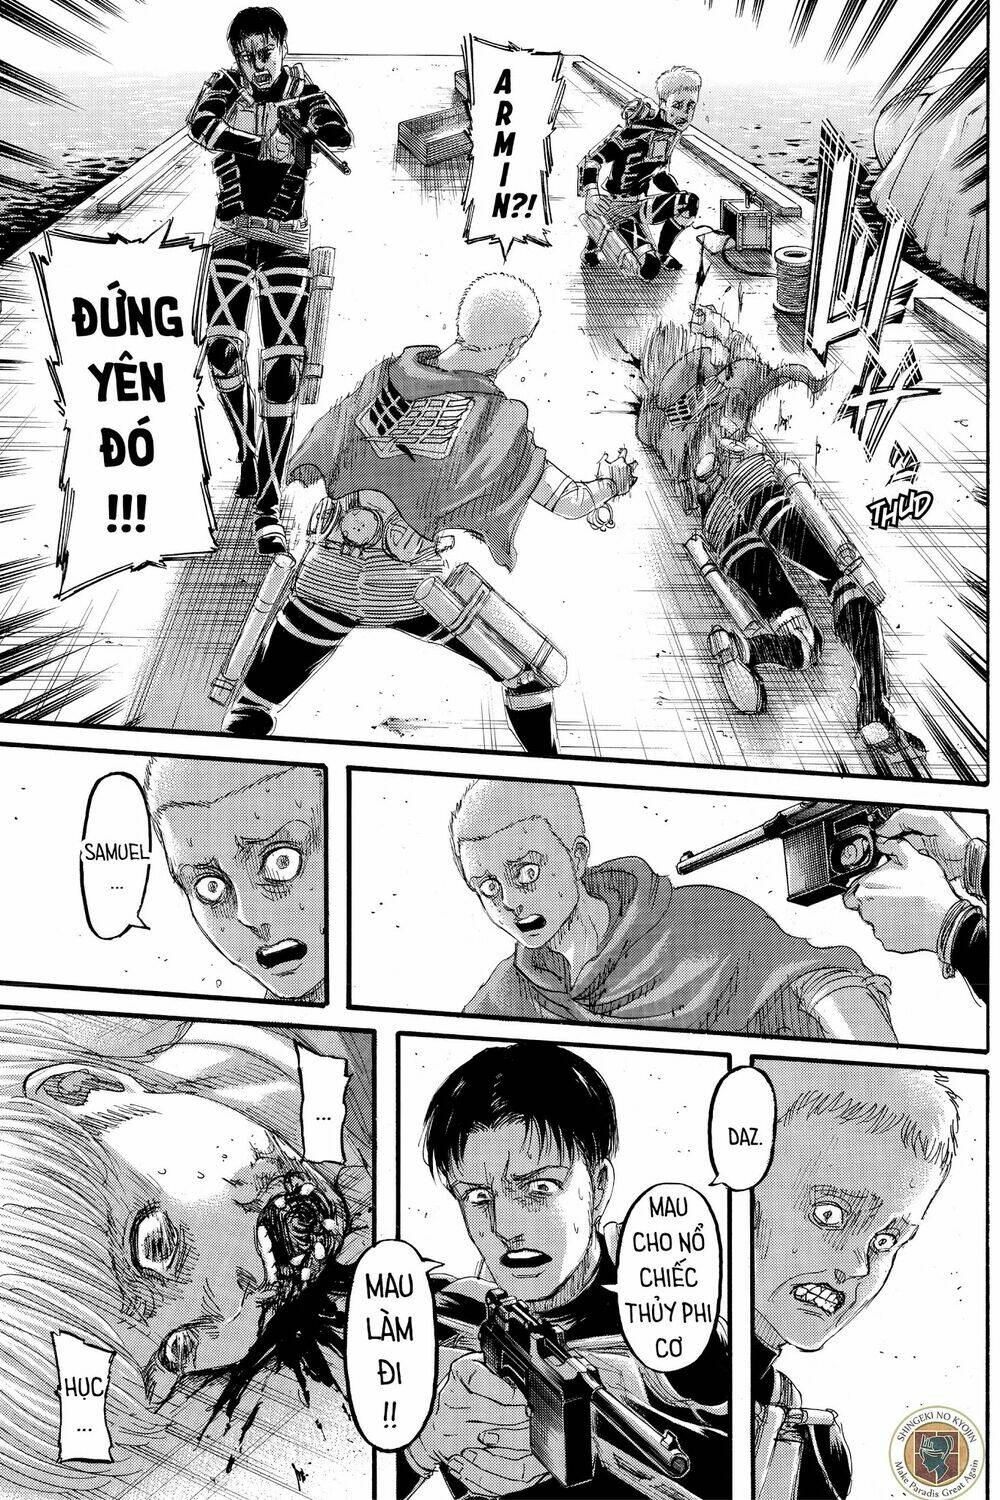 ARMIN?!
ĐỨNG
YÊN
ĐÓ
!!!
THUD
SAMUEL
...
DAZ.
MAU
CHO NỔ
CHIẾC
THỦY PHI
CƠ
MAU
LÀM
ĐI
!!
...
HỤC
...
SHINGEKI NO KYOJIN
Make Paradis Great Again